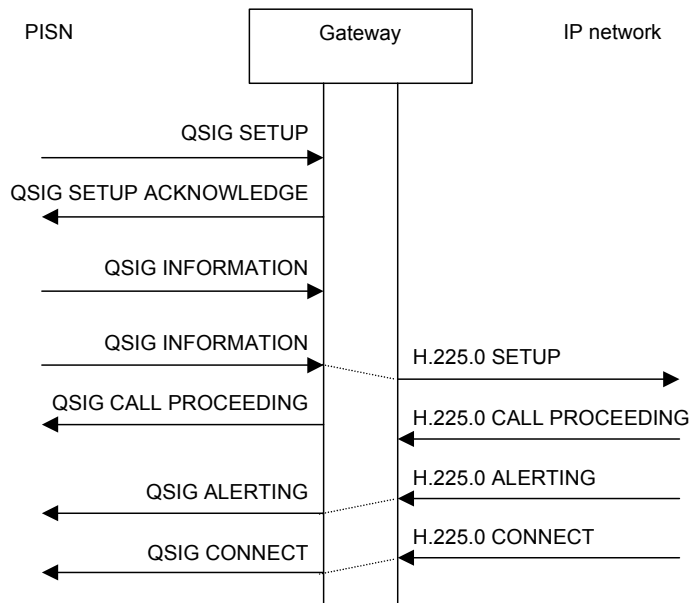 PISN
Gateway
IP network
QSIG SETUP
QSIG SETUP ACKNOWLEDGE
QSIG INFORMATION
QSIG INFORMATION
H.225.0 SETUP
QSIG CALL PROCEEDING
H.225.0 CALL PROCEEDING
QSIG ALERTING
H.225.0 ALERTING
QSIG CONNECT
H.225.0 CONNECT